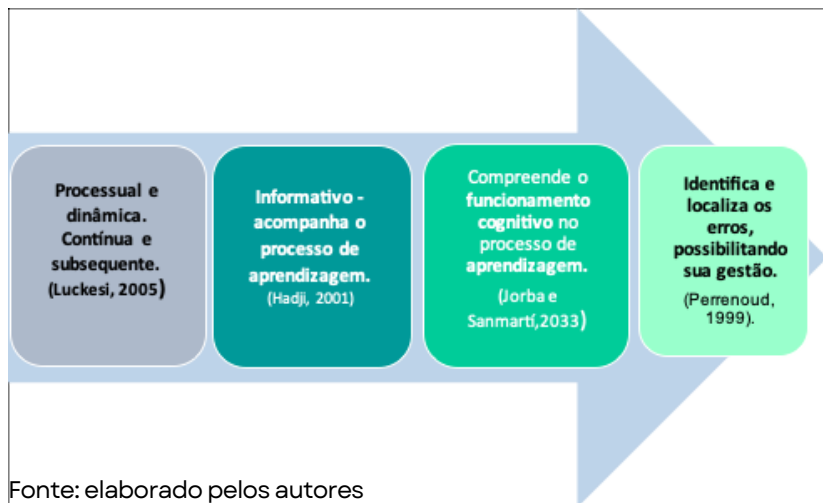 Processual e
dinâmica.
Contínua e
subsequente.
(Luckesi, 2005)
Informativo -
acompanha o
processo de
aprendizagem.
(Hadji, 2001)
Compreende o
funcionamento
cognitivo no
processo de
aprendizagem.
(Jorba e
Sanmartí,2033)
Identifica e
localiza os
erros,
possibilitando
sua gestão.
(Perrenoud,
1999).
Fonte: elaborado pelos autores